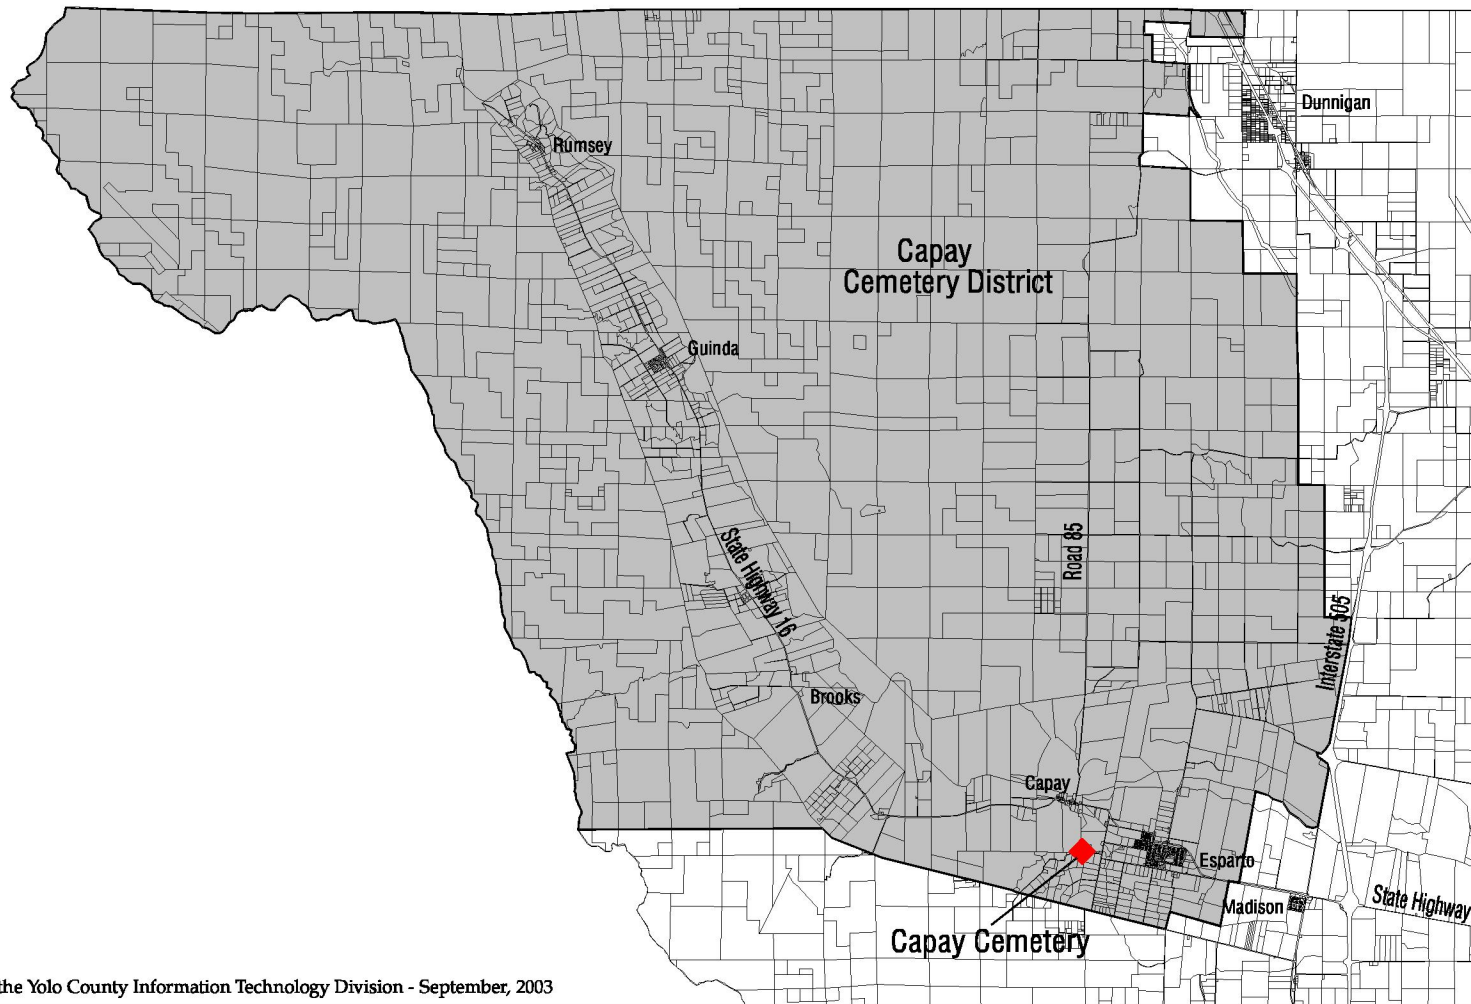 Dunnigan
Rumsey
Capay
Cemetery District
Guinda
Road 85
State Highway 16
Interstate 505
Brooks
Capay
Esparto
Madison
State Highway
Capay Cemetery
the Yolo County Information Technology Division - September, 2003